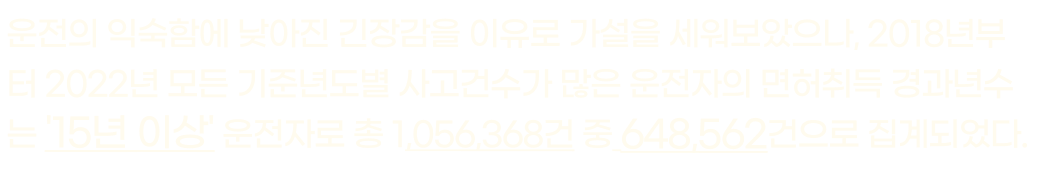 운전의 익숙함에 낮아진 긴장감을 이유로 가설을 세워보았으나, 2018년부
터 2022년 모든 기준년도별 사고건수가 많은 운전자의 면허취득 경과년수
는 '15년 이상' 운전자로 총 1,056,368건 중 648,562건으로 집계되었다.